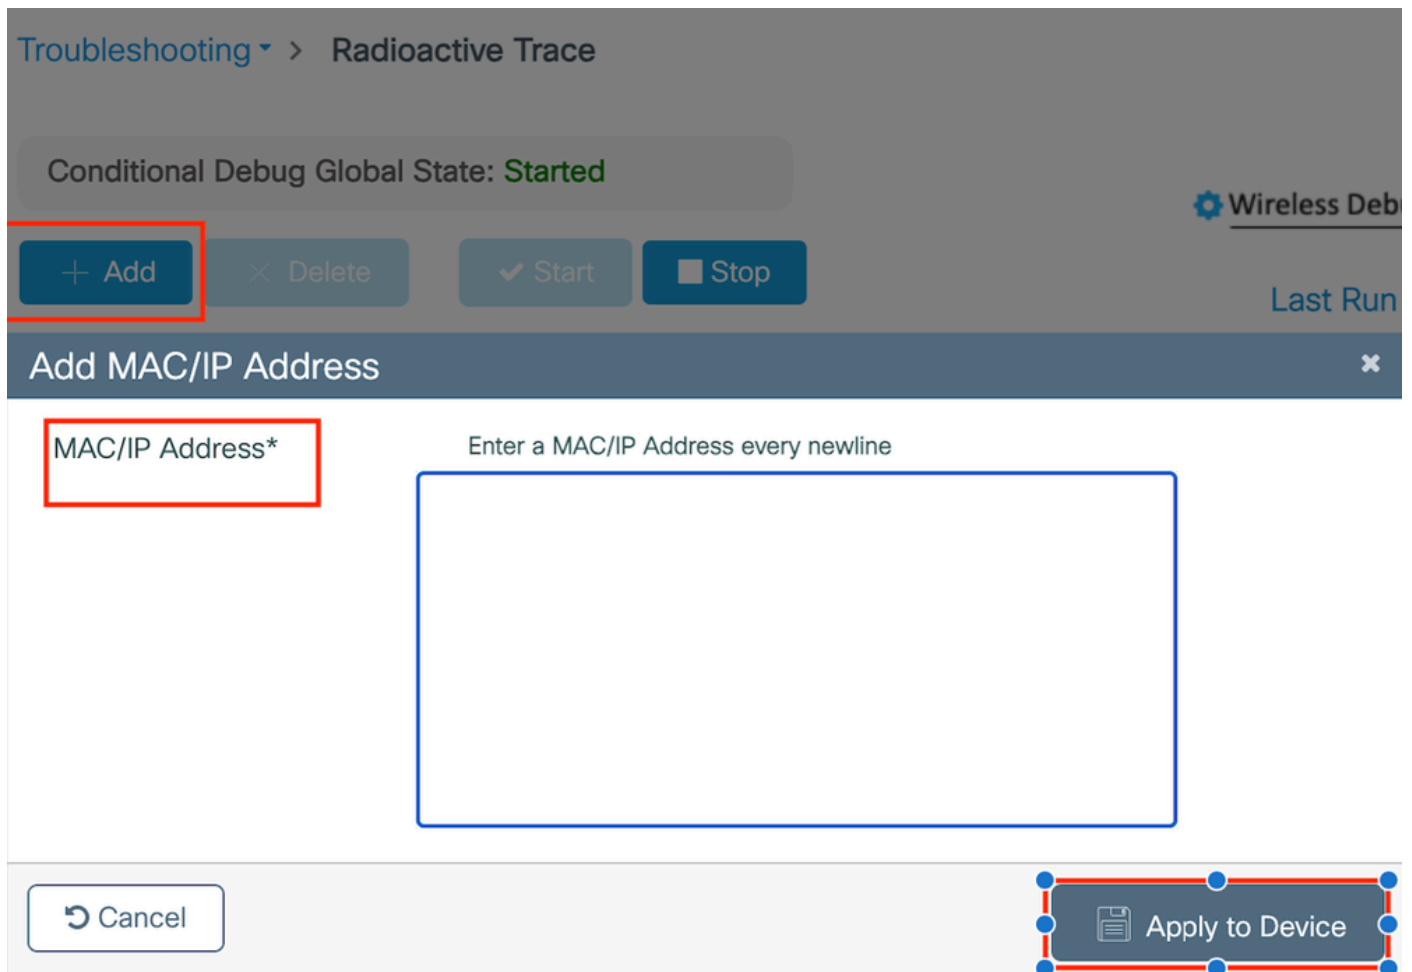 Troubleshooting > Radioactive Trace
Conditional Debug Global State: Started
Wireless Deb
+ Add × Delete ✔ Start Stop
Last Run
Add MAC/IP Address ✖
MAC/IP Address* Enter a MAC/IP Address every newline
Cancel Apply to Device